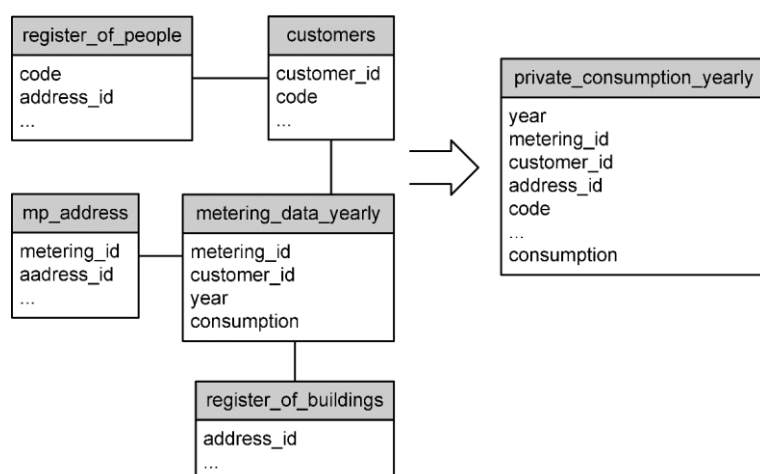 register_of_people
code
address_id
...
customers
customer_id
code
...
mp_address
metering_id
aadress_id
...
metering_data_yearly
metering_id
customer_id
year
consumption
register_of_buildings
address_id
...
private_consumption_yearly
year
metering_id
customer_id
address_id
code
...
consumption